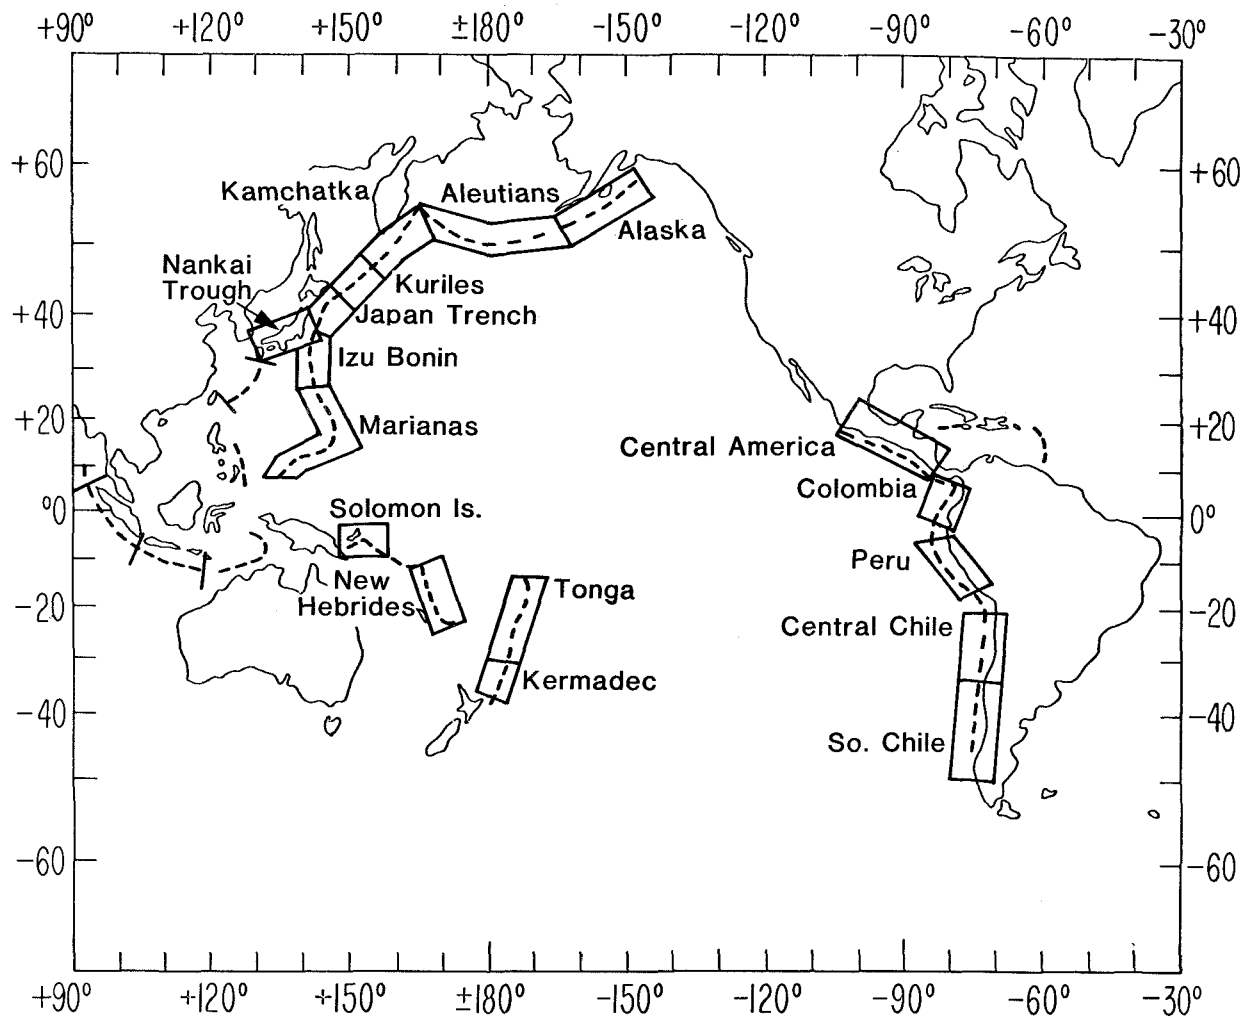 +90° +120° +150° ±180° -150° -120° -90° -60° -30°
+60 +60
Kamchatka Aleutians
Alaska
Nankai
Trough
Kuriles
+40 +40
Japan Trench
Izu Bonin
+20 +20
Marianas
Central America
Colombia
°0 0°
Solomon Is.
Peru
New
Hebrides
Tonga
-20 -20
Central Chile
Kermadec
-40 -40
So. Chile
-60 -60
+90° +120° +150° ±180° -150° -120° -90° -60° -30°